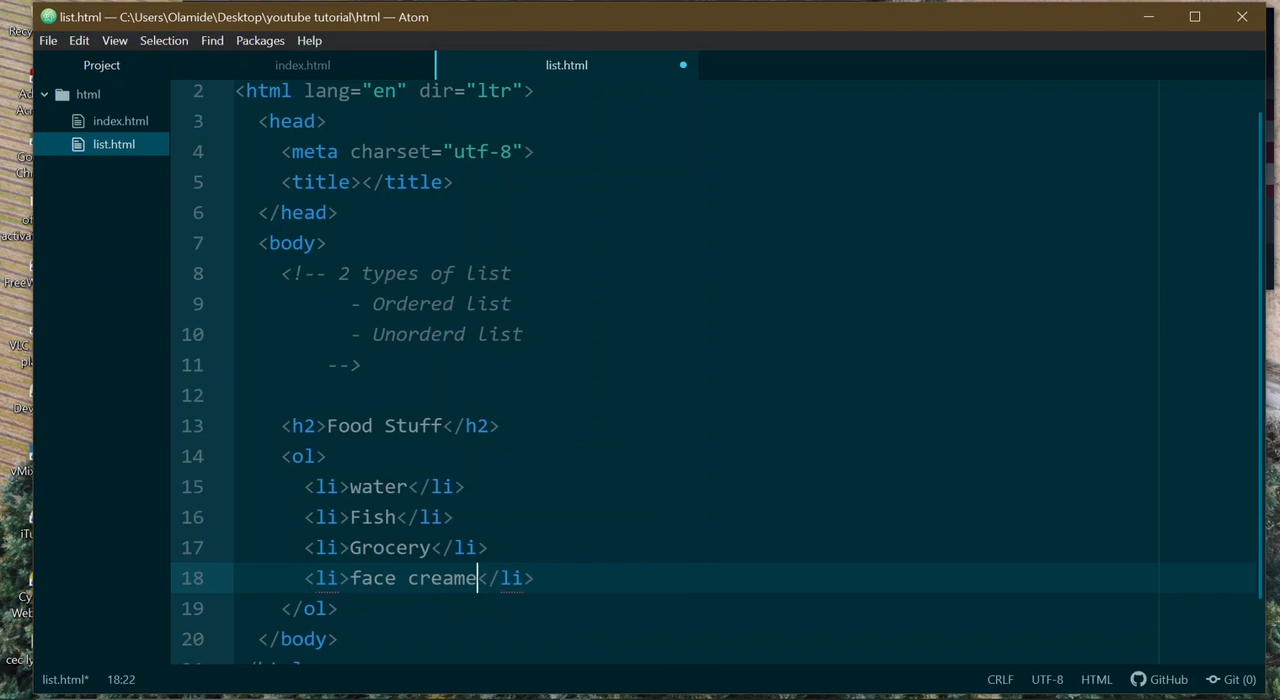 list.html — C:\Users\Olamide\Desktop\youtube tutorial\html — Atom
File Edit View Selection Find Packages Help
Project index.html list.html
html
index.html
list.html
2 <html lang="en" dir="ltr">
3 <head>
4 <meta charset="utf-8">
5 <title></title>
6 </head>
7 <body>
8 <!-- 2 types of list
9 - Ordered list
10 - Unorderd list
11 -->
12
13 <h2>Food Stuff</h2>
14 <ol>
15 <li>water</li>
16 <li>Fish</li>
17 <li>Grocery</li>
18 <li>face creame</li>
19 </ol>
20 </body>
list.html* 18:22 CRLF UTF-8 HTML GitHub Git (0)